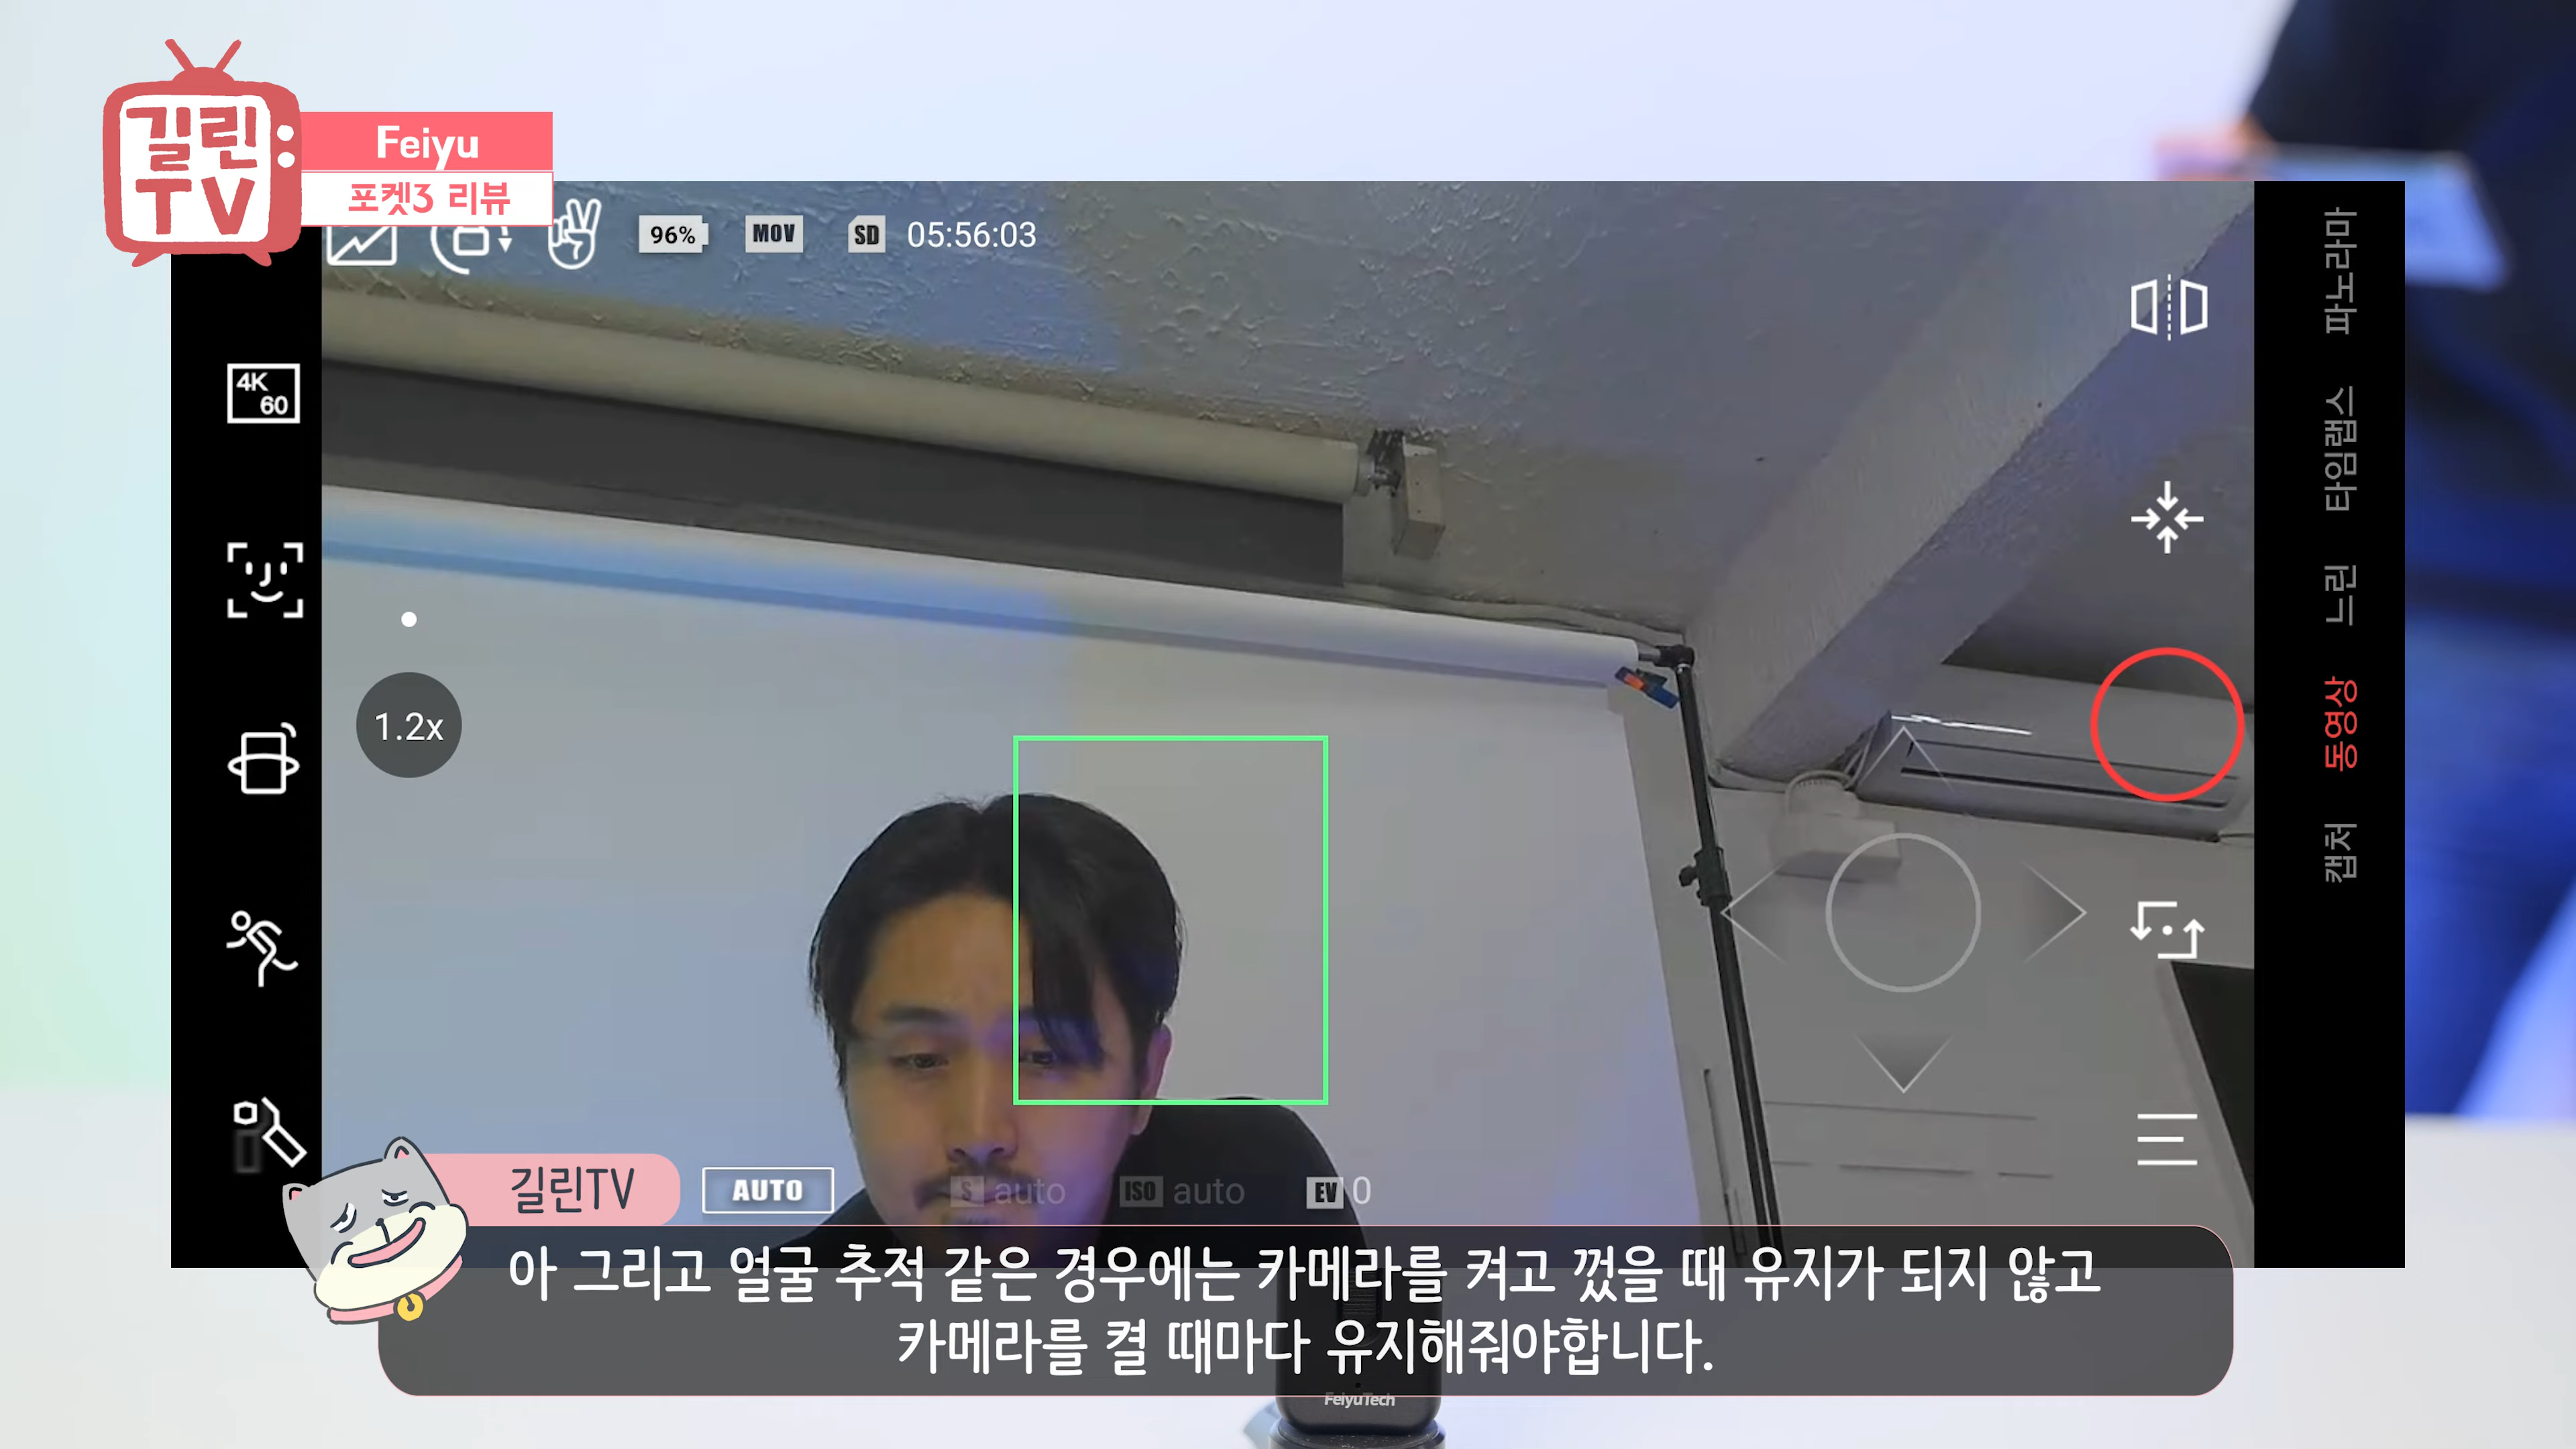 길린
TV
Feiyu
포켓3 리뷰
96%
MOV
SD
05:56:03
4K
60
1.2x
파노라마
타임랩스
느린
동영상
캡처
길린TV
AUTO
S auto
ISO auto
EV 0
아 그리고 얼굴 추적 같은 경우에는 카메라를 켜고 껐을 때 유지가 되지 않고
카메라를 켤 때마다 유지해줘야합니다.
FeiyuTech